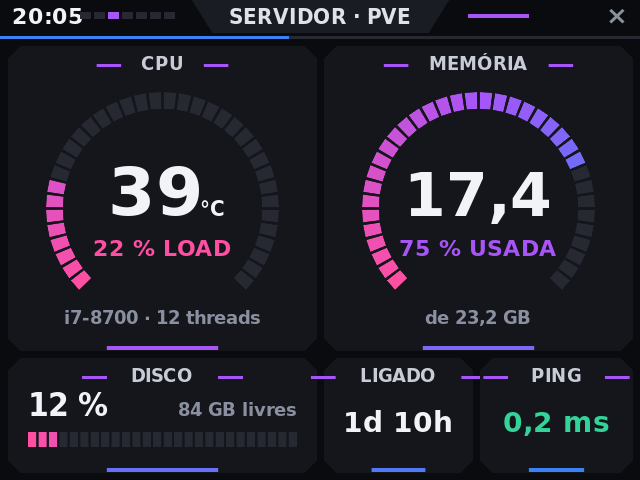 20:05
SERVIDOR · PVE
×
CPU
39°C
22 % LOAD
i7-8700 · 12 threads
MEMÓRIA
17,4
75 % USADA
de 23,2 GB
DISCO
12 %
84 GB livres
LIGADO
1d 10h
PING
0,2 ms